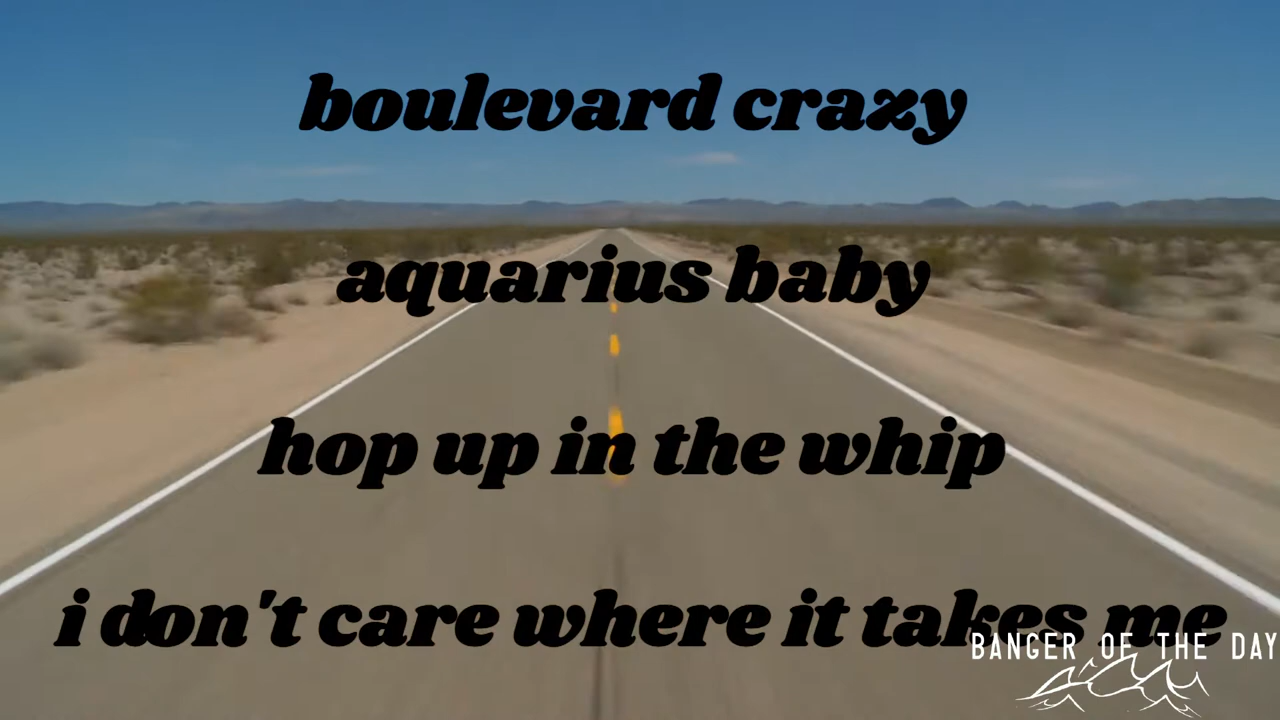 boulevard crazy
aquarius baby
hop up in the whip
i don't care where it takes me
BANGER OF THE DAY